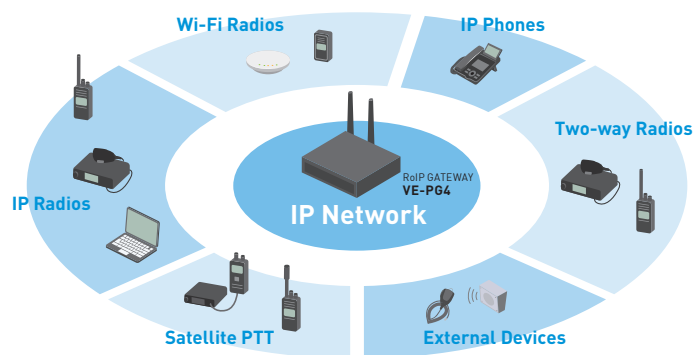 Wi-Fi Radios
IP Phones
Two-way Radios
RoIP GATEWAY
VE-PG4
IP Network
IP Radios
Satellite PTT
External Devices